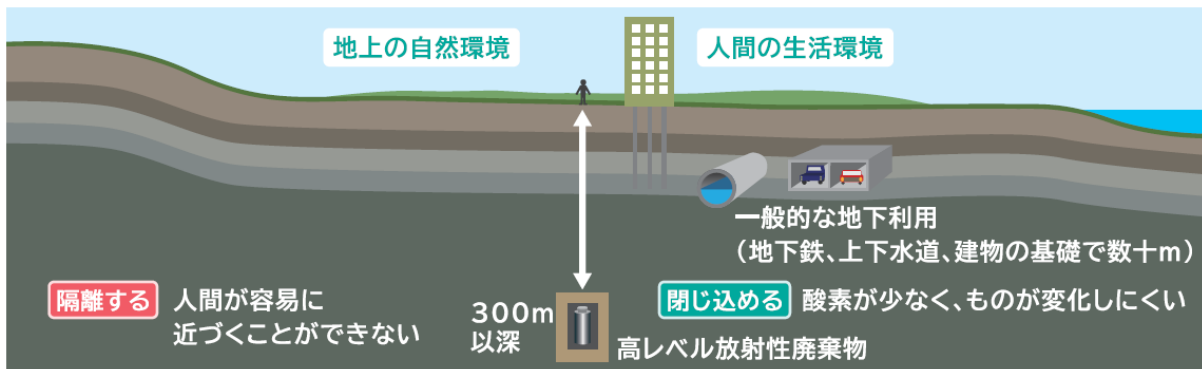 地上の自然環境
人間の生活環境
一般的な地下利用
(地下鉄、上下水道、建物の基礎で数十m)
隔離する 人間が容易に
近づくことができない
300m
以深
閉じ込める 酸素が少なく、ものが変化しにくい
高レベル放射性廃棄物